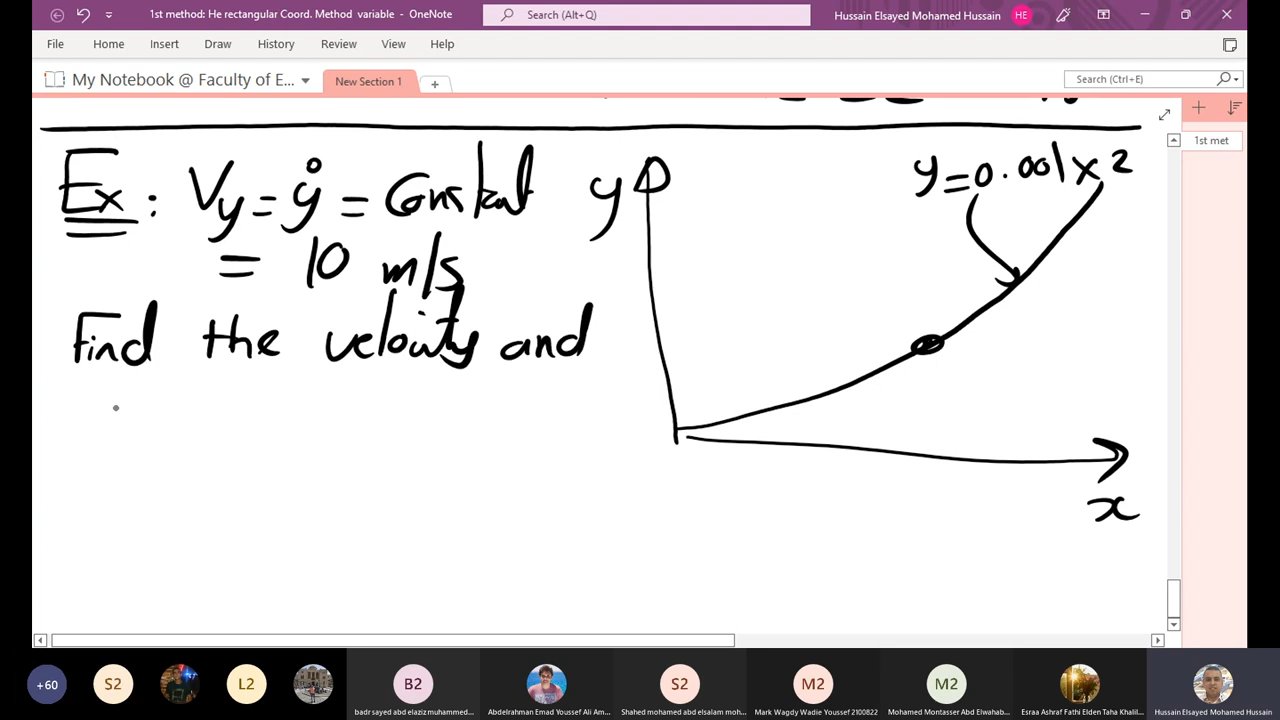 1st method: He rectangular Coord. Method variable - OneNote
Search (Alt+Q)
Hussain Elsayed Mohamed Hussain
HE
File Home Insert Draw History Review View Help
My Notebook @ Faculty of E...
New Section 1
Search (Ctrl+E)
1st met
Ex : Vy = ẏ = Constant
= 10 m/s
Find the velocity and
y
y=0.001x2
x
+60
S2
L2
B2
S2
M2
M2
badr sayed abd elaziz muhammed...
Abdelrahman Emad Youssef Ali Am...
Shahed mohamed abd elsalam moh...
Mark Wagdy Wadie Youssef 2100822
Mohamed Montasser Abd Elwahab...
Esraa Ashraf Fathi Elden Taha Khalil...
Hussain Elsayed Mohamed Hussain